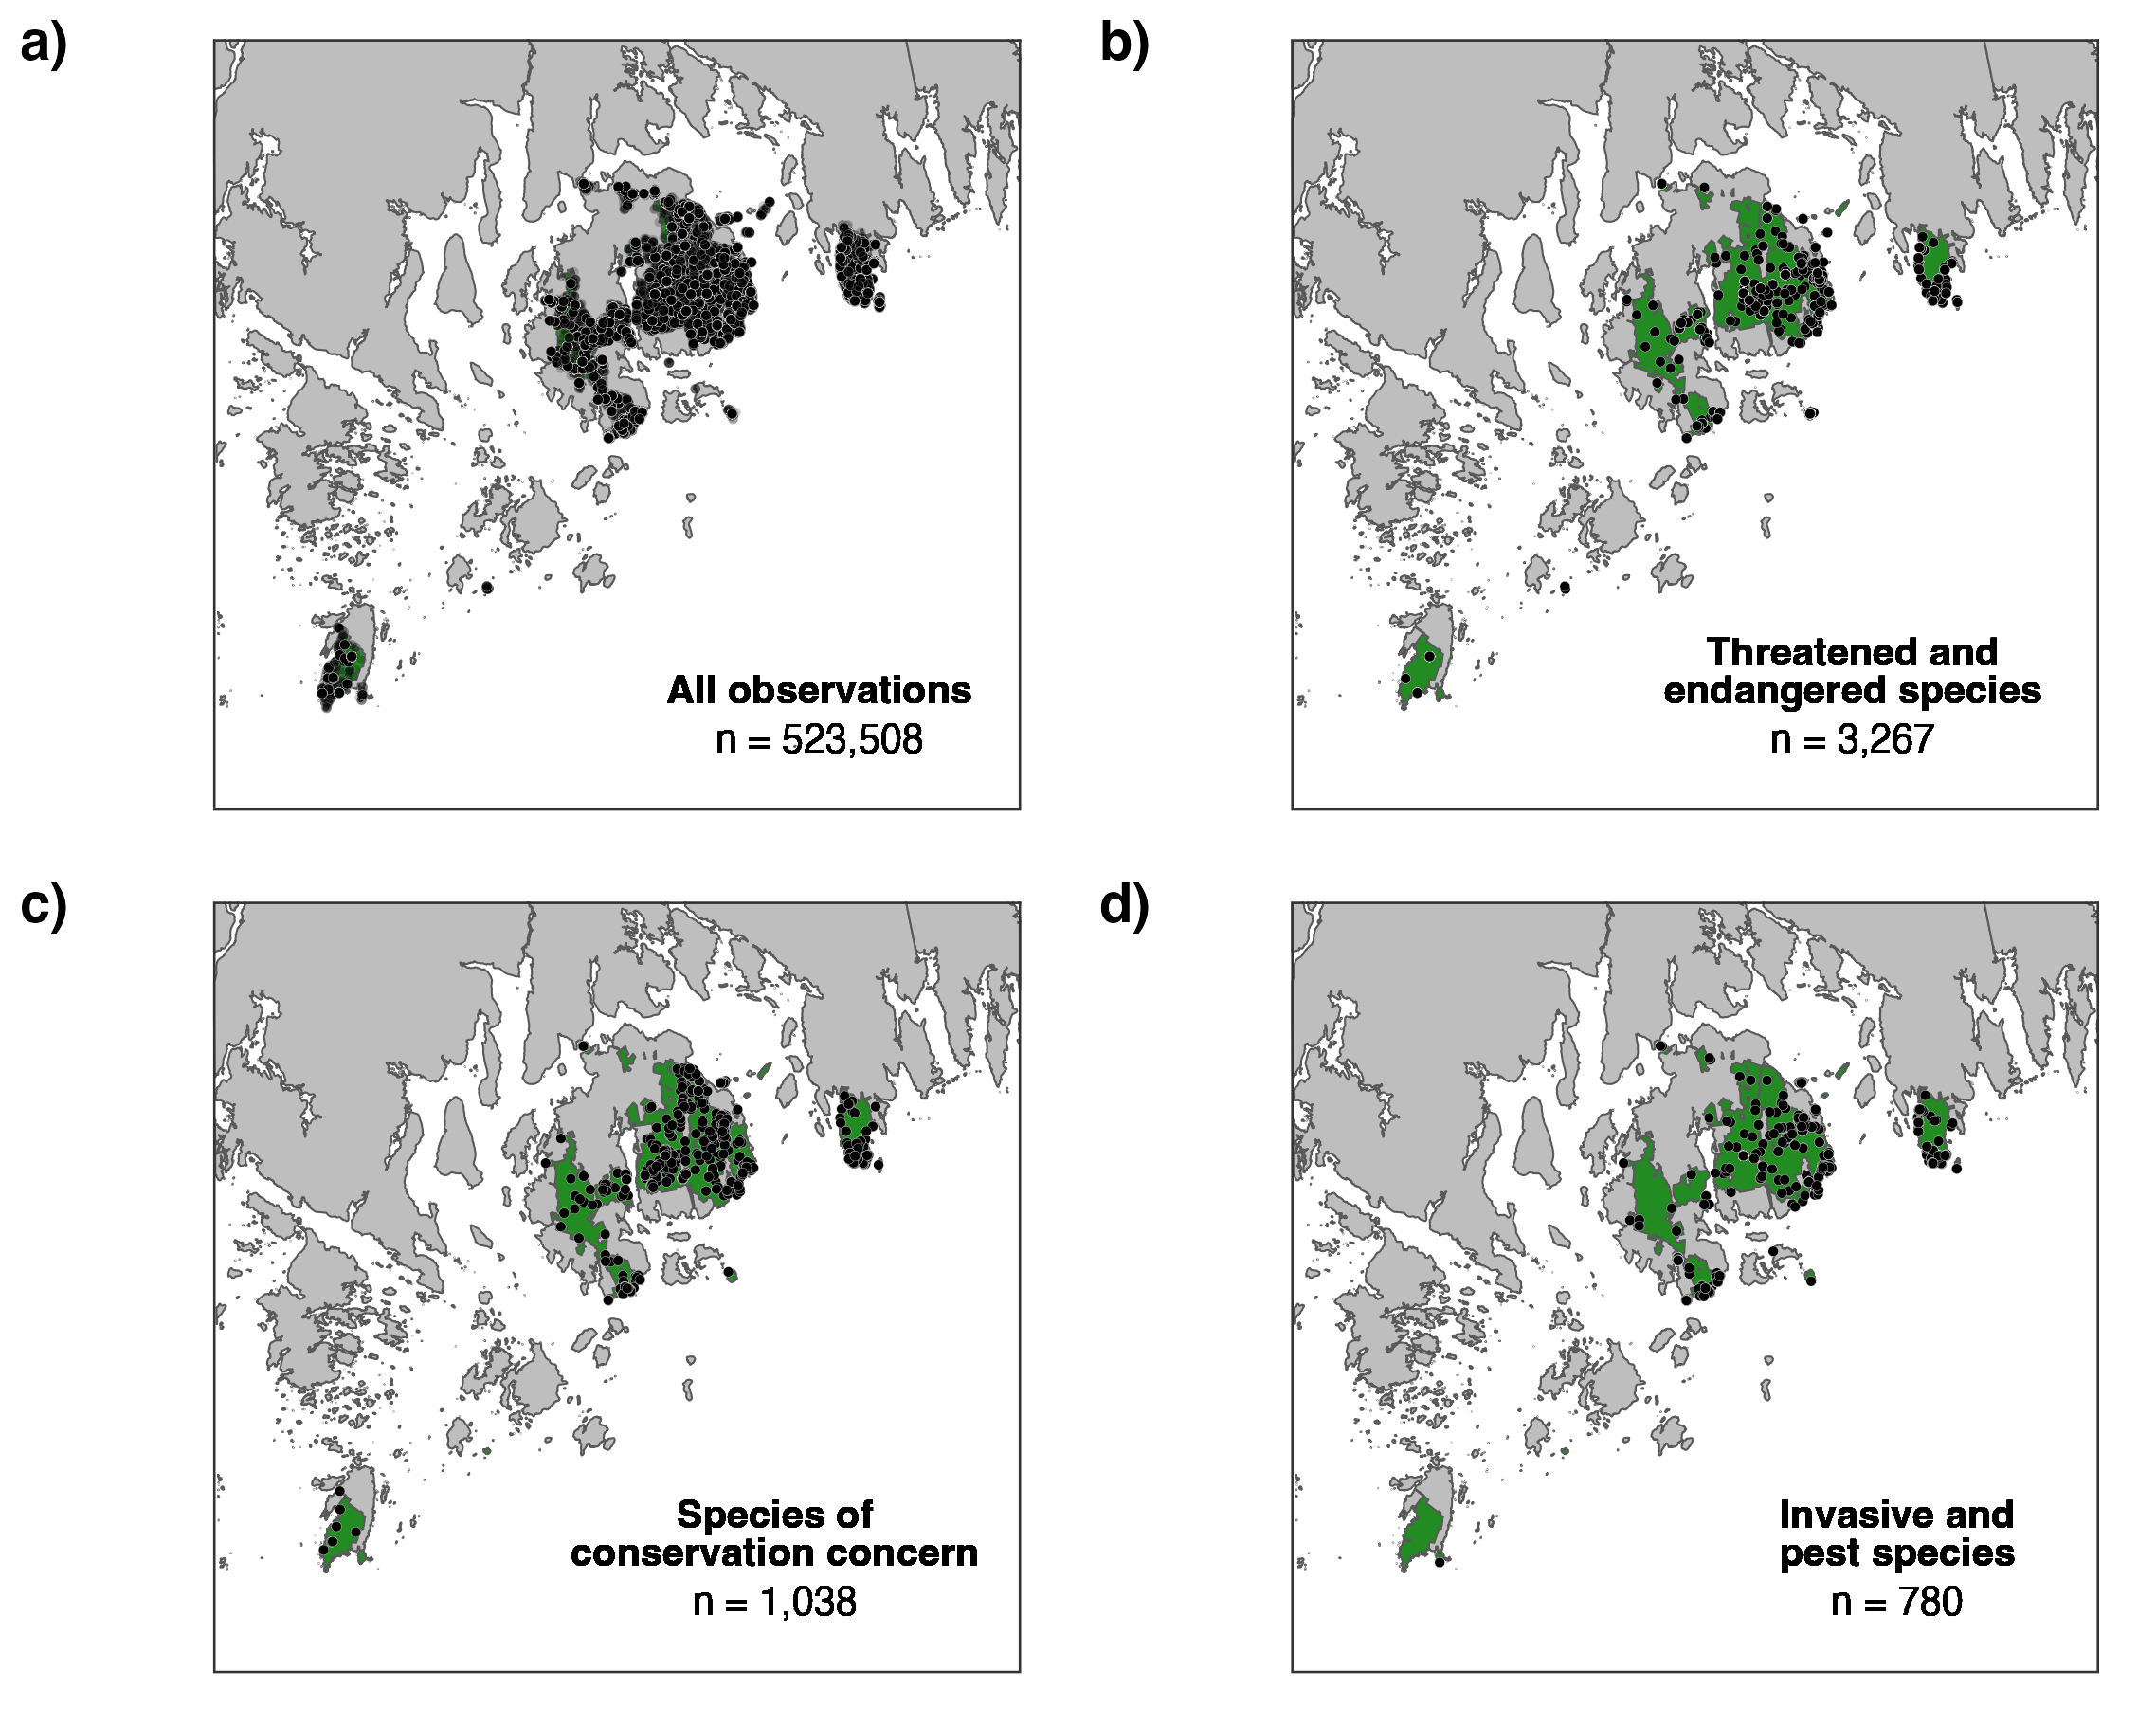 a)
All observations
n = 523,508
b)
Threatened and
endangered species
n = 3,267
c)
Species of
conservation concern
n = 1,038
d)
Invasive and
pest species
n = 780